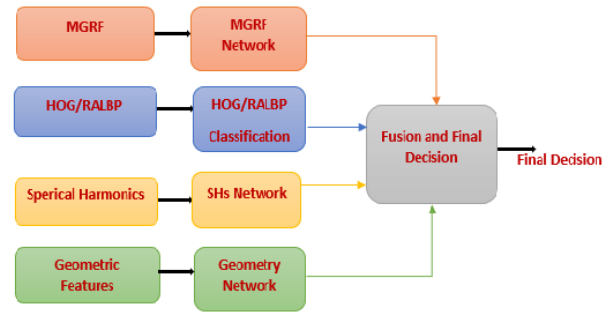 MGRF
MGRF
Network
HOG/RALBP
HOG/RALBP
Classification
Fusion and Final
Decision
Final Decision
Sperical Harmonics
SHs Network
Geometric
Features
Geometry
Network